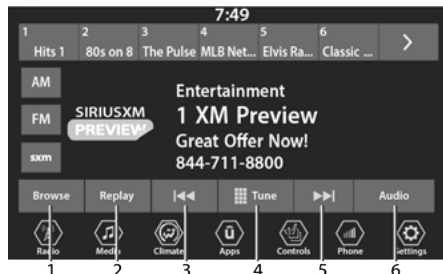 7:49
1 2 3 4 5 6
Hits 1 80s on 8 The Pulse MLB Net... Elvis Ra... Classic ...
AM
Entertainment
FM
SIRIUSXM
PREVIEW
1 XM Preview
Great Offer Now!
sxm
844-711-8800
Browse Replay Tune Audio
Radio Media Climate Apps Controls Phone Settings
1 2 3 4 5 6